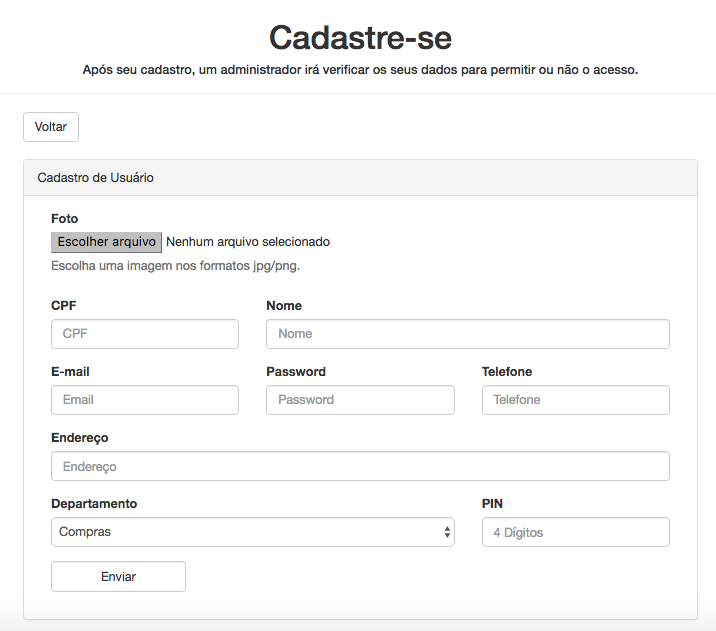 Cadastre-se
Após seu cadastro, um administrador irá verificar os seus dados para permitir ou não o acesso.
Voltar
Cadastro de Usuário
Foto
Escolher arquivo Nenhum arquivo selecionado
Escolha uma imagem nos formatos jpg/png.
CPF Nome
CPF Nome
E-mail Password Telefone
Email Password Telefone
Endereço
Endereço
Departamento PIN
Compras 4 Dígitos
Enviar